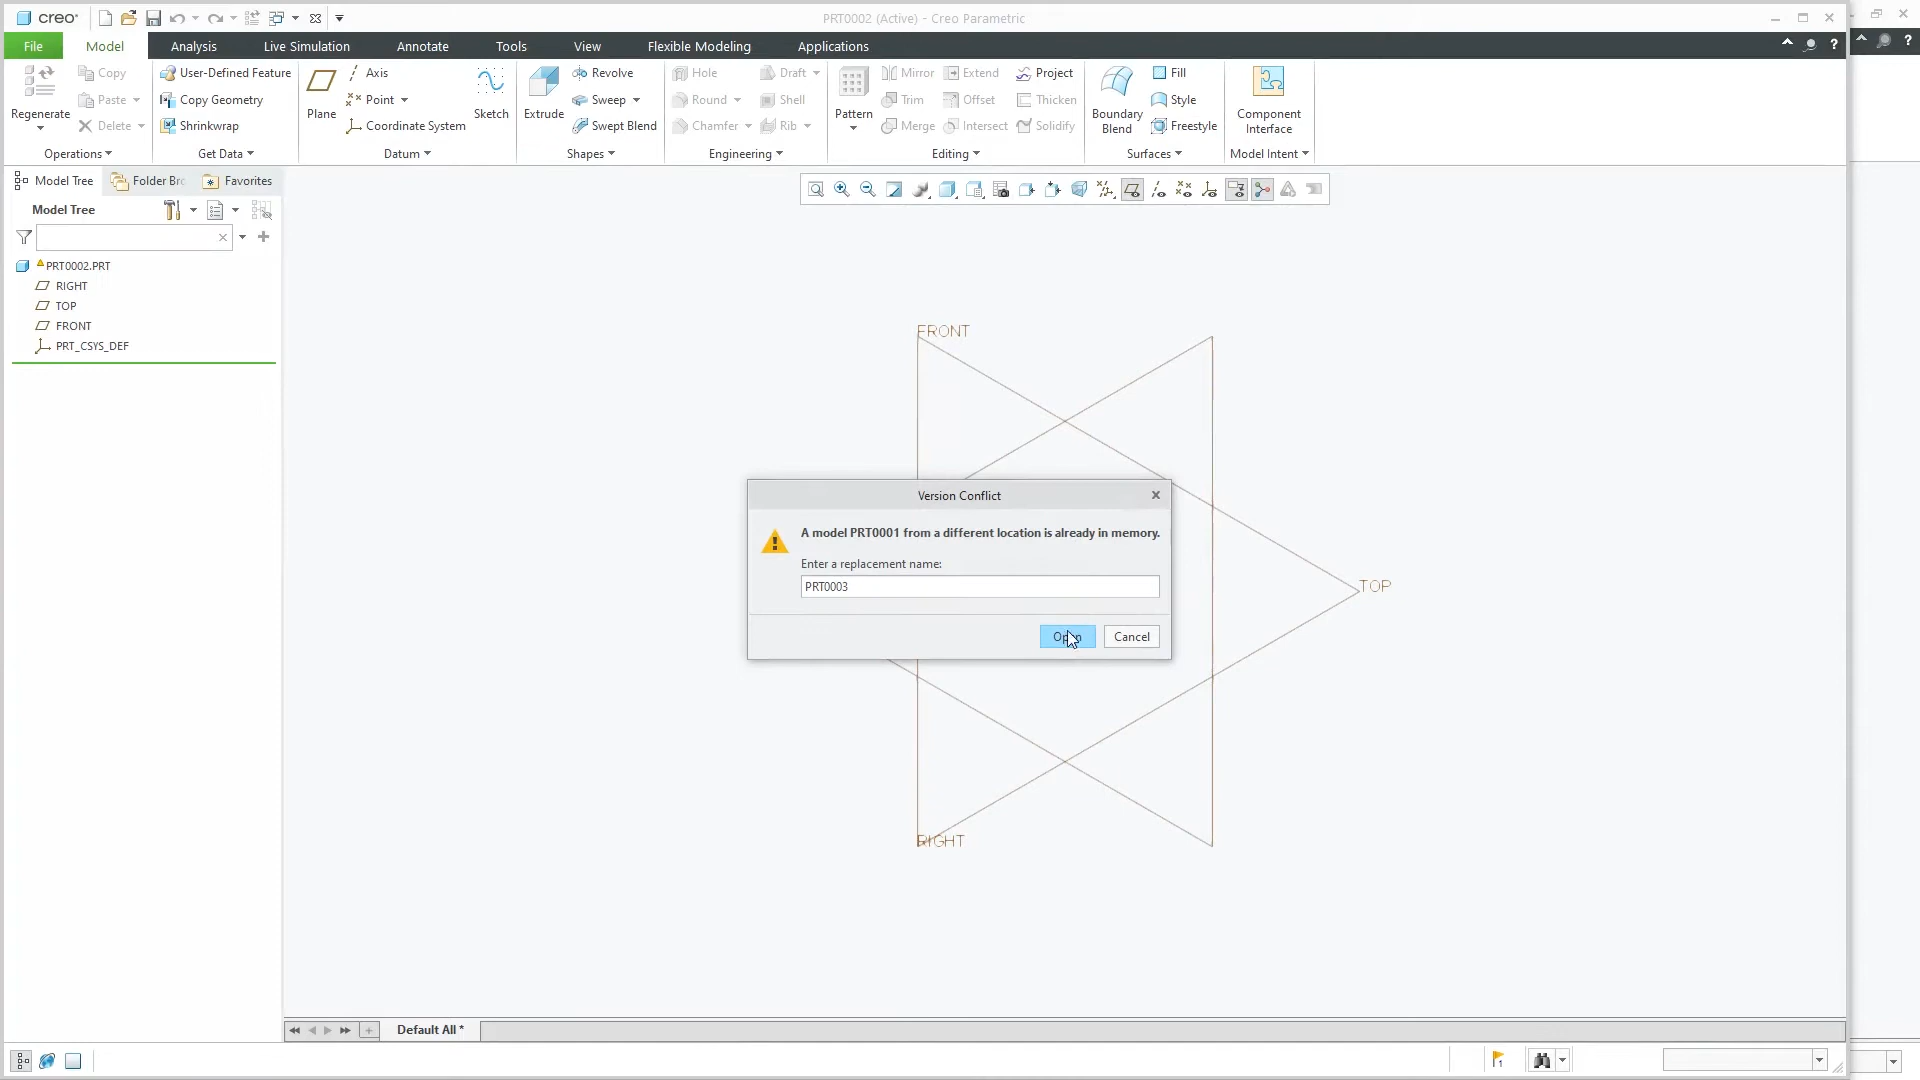 creo
PRT0002 (Active) - Creo Parametric
File Model Analysis Live Simulation Annotate Tools View Flexible Modeling Applications
Regenerate
Copy
Paste
Delete
Operations
User-Defined Feature
Copy Geometry
Shrinkwrap
Get Data
Plane
Axis
Point
Coordinate System
Sketch
Datum
Extrude
Revolve
Sweep
Swept Blend
Shapes
Hole
Round
Chamfer
Draft
Shell
Rib
Engineering
Pattern
Mirror
Trim
Merge
Extend
Offset
Intersect
Project
Thicken
Solidify
Editing
Boundary
Blend
Fill
Style
Freestyle
Surfaces
Component
Interface
Model Intent
Model Tree
Folder Br
Favorites
Model Tree
PRT0002.PRT
RIGHT
TOP
FRONT
PRT_CSYS_DEF
FRONT
TOP
RIGHT
Version Conflict
A model PRT0001 from a different location is already in memory.
Enter a replacement name:
PRT0003
Open
Cancel
Default All *
1